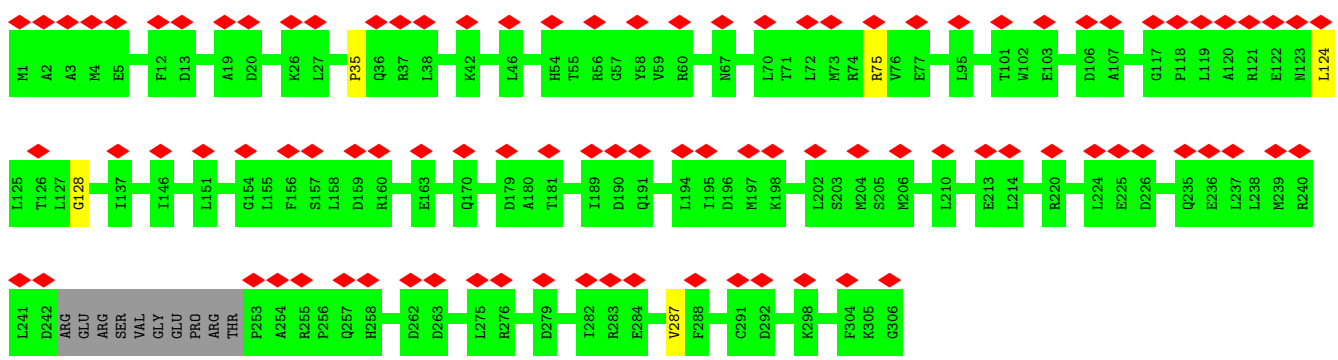 M1 A2 A3 M4 E5 F12 D13 A19 D20 K26 L27 P35 Q36 R37 L38 K42 L46 H54 T55 R56 G57 Y58 V59 R60 N67 L70 T71 L72 M73 R74 R75 V76 E77 L95 T101 W102 E103 D106 A107 G117 P118 L119 A120 R121 E122 N123 L124
L125 T126 L127 G128 I137 I146 L151 G154 L155 F156 S157 L158 D159 R160 E163 Q170 D179 A180 T181 I189 D190 Q191 L194 I195 D196 M197 K198 L202 S203 M204 S205 M206 L210 E213 L214 R220 L224 E225 D226 Q235 E236 L237 L238 M239 R240
L241 D242 ARG GLU ARG SER VAL GLY GLU PRO ARG THR P253 A254 R255 P256 Q257 H258 D262 D263 L275 R276 D279 I282 R283 E284 V287 F288 C291 D292 K298 F304 K305 G306